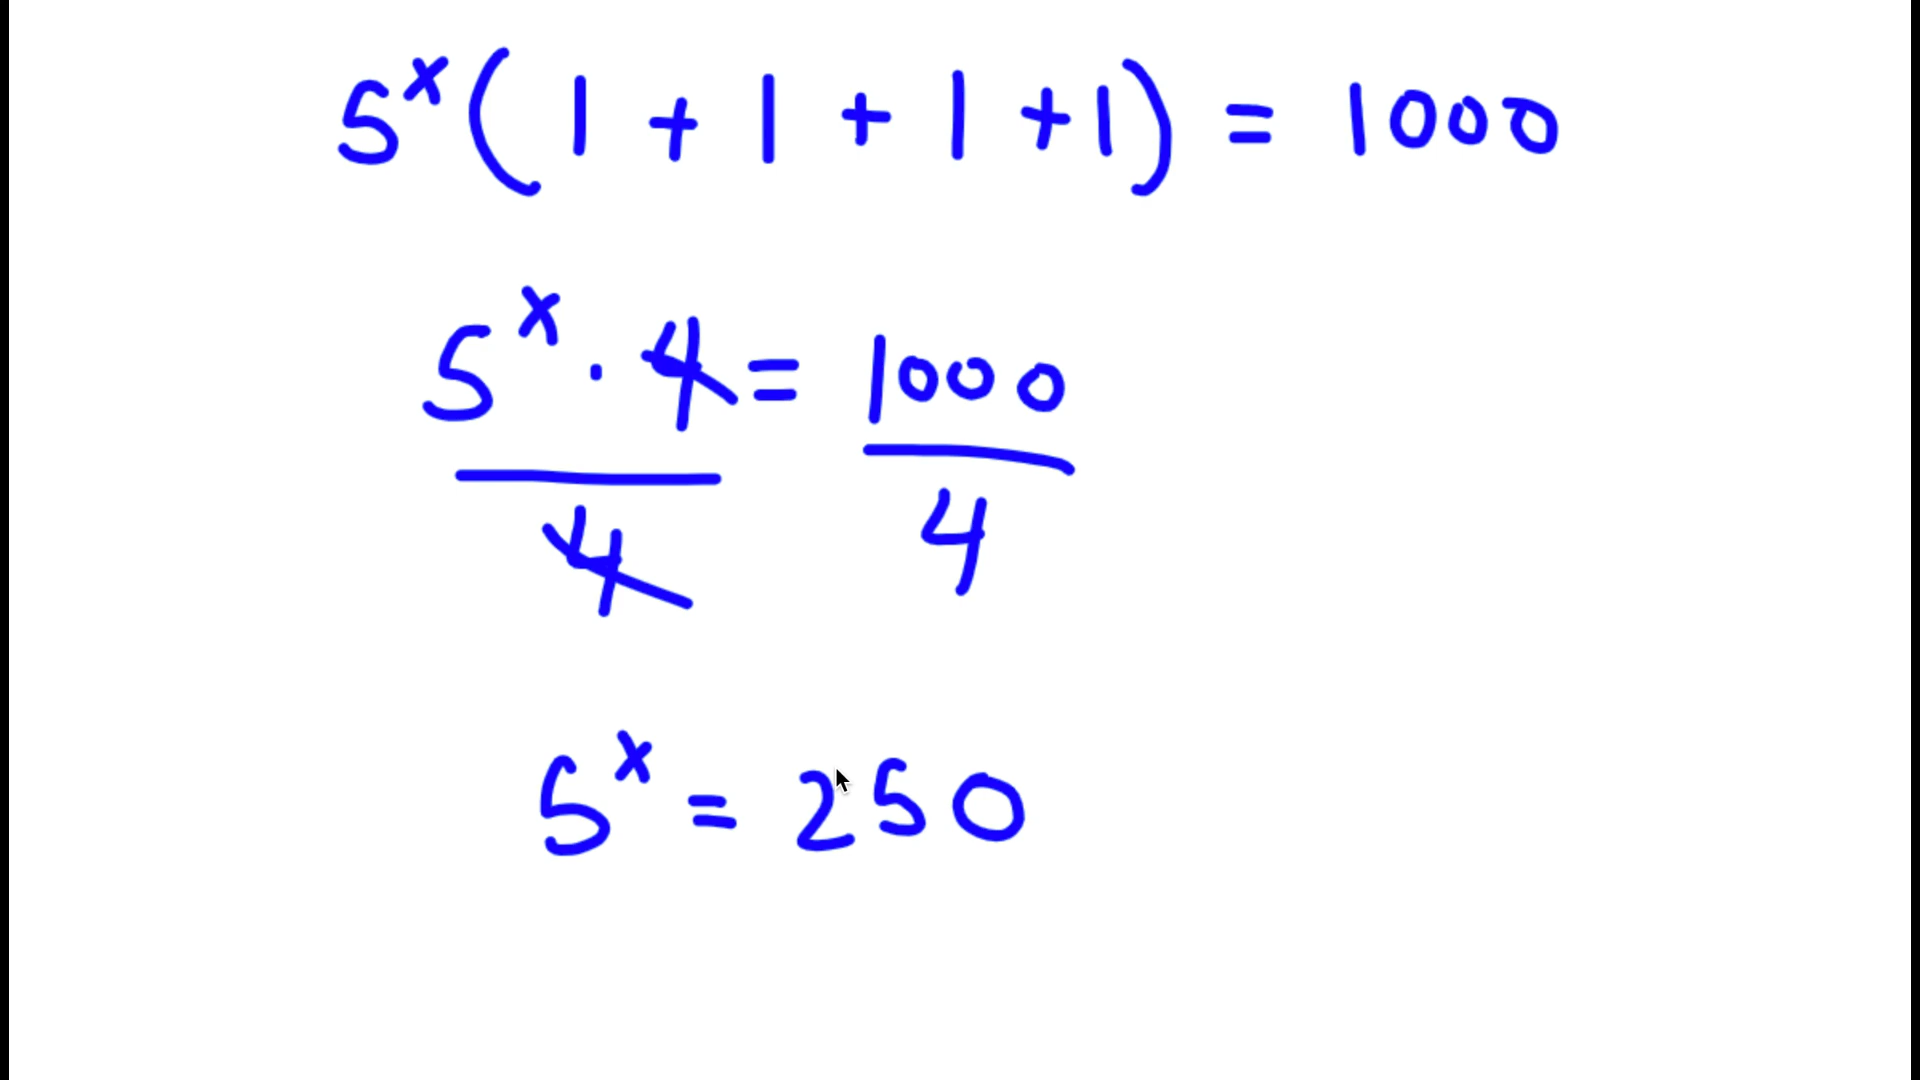 5^x(1 + 1 + 1 + 1) = 1000
5^x · 4 = 1000
4 4
5^x = 250